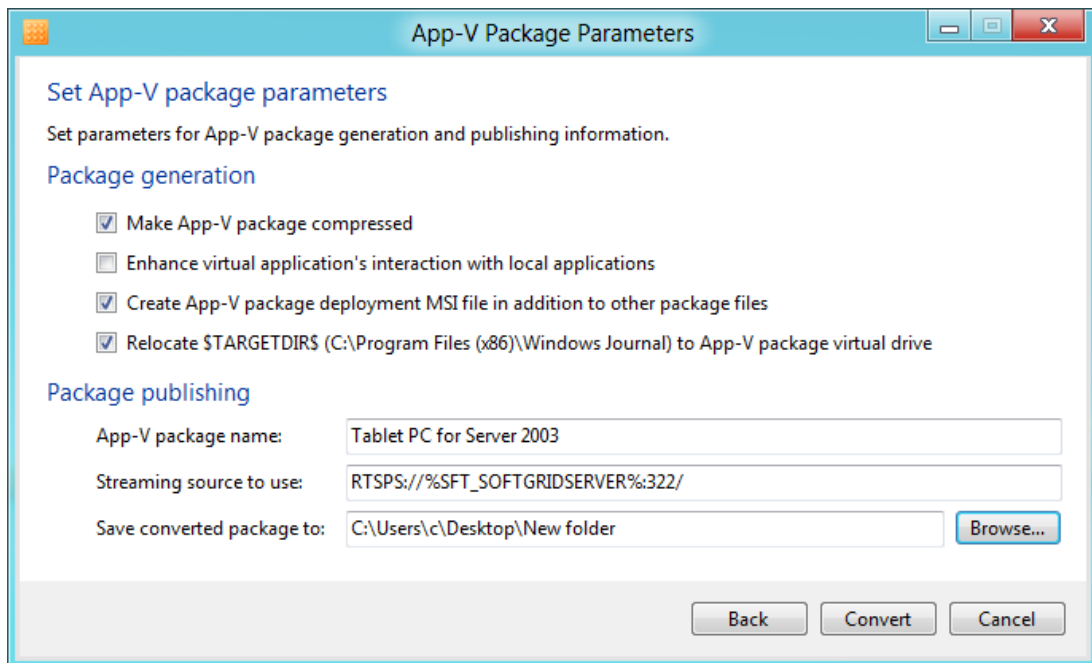 App-V Package Parameters
Set App-V package parameters
Set parameters for App-V package generation and publishing information.
Package generation
Make App-V package compressed
Enhance virtual application's interaction with local applications
Create App-V package deployment MSI file in addition to other package files
Relocate $TARGETDIR$ (C:\Program Files (x86)\Windows Journal) to App-V package virtual drive
Package publishing
App-V package name: Tablet PC for Server 2003
Streaming source to use: RTSPS://%SFT_SOFTGRIDSERVER%:322/
Save converted package to: C:\Users\c\Desktop\New folder Browse...
Back Convert Cancel